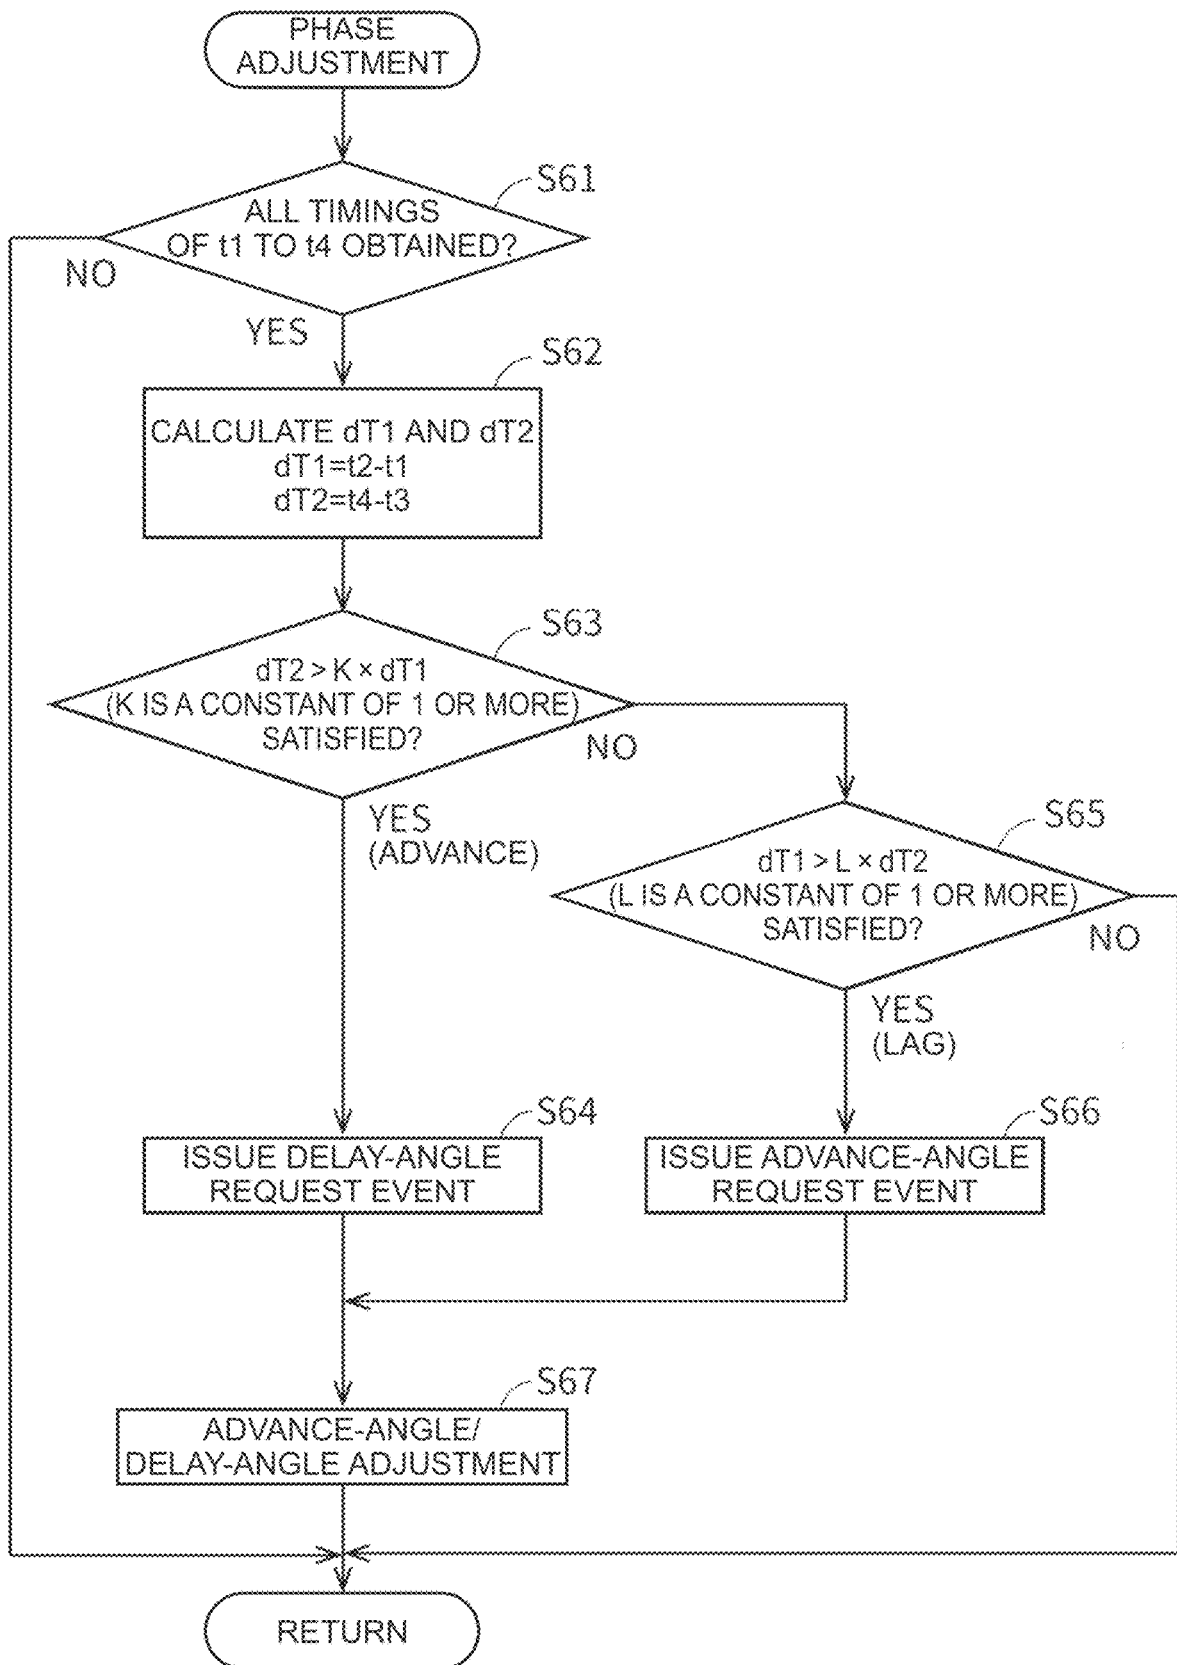 PHASE
ADJUSTMENT
S61
ALL TIMINGS
OF t1 TO t4 OBTAINED?
NO
YES
S62
CALCULATE dT1 AND dT2
dT1=t2-t1
dT2=t4-t3
S63
dT2 > K × dT1
(K IS A CONSTANT OF 1 OR MORE)
SATISFIED?
NO
YES
(ADVANCE)
S65
dT1 > L × dT2
(L IS A CONSTANT OF 1 OR MORE)
SATISFIED?
NO
YES
(LAG)
S64
ISSUE DELAY-ANGLE
REQUEST EVENT
S66
ISSUE ADVANCE-ANGLE
REQUEST EVENT
S67
ADVANCE-ANGLE/
DELAY-ANGLE ADJUSTMENT
RETURN